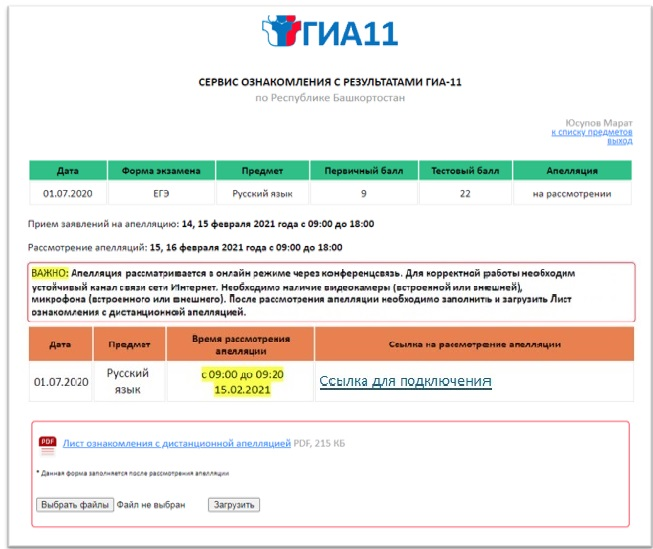 ГИА11
СЕРВИС ОЗНАКОМЛЕНИЯ С РЕЗУЛЬТАТАМИ ГИА-11
по Республике Башкортостан
Юсупов Марат
к списку предметов
выход
Дата Форма экзамена Предмет Первичный балл Тестовый балл Апелляция
01.07.2020 ЕГЭ Русский язык 9 22 на рассмотрении
Прием заявлений на апелляцию: 14, 15 февраля 2021 года с 09:00 до 18:00
Рассмотрение апелляций: 15, 16 февраля 2021 года с 09:00 до 18:00
ВАЖНО: Апелляция рассматривается в онлайн режиме через конференцсвязь. Для корректной работы необходим
устойчивый канал связи сети Интернет. Необходимо наличие видеокамеры (встроенной или внешней),
микрофона (встроенного или внешнего). После рассмотрения апелляции необходимо заполнить и загрузить Лист
ознакомления с дистанционной апелляцией.
Дата Предмет Время рассмотрения апелляции Ссылка на рассмотрение апелляции
01.07.2020 Русский язык с 09:00 до 09:20 15.02.2021 Ссылка для подключения
PDF Лист ознакомления с дистанционной апелляцией PDF, 215 КБ
* Данная форма заполняется после рассмотрения апелляции
Выбрать файлы Файл не выбран Загрузить